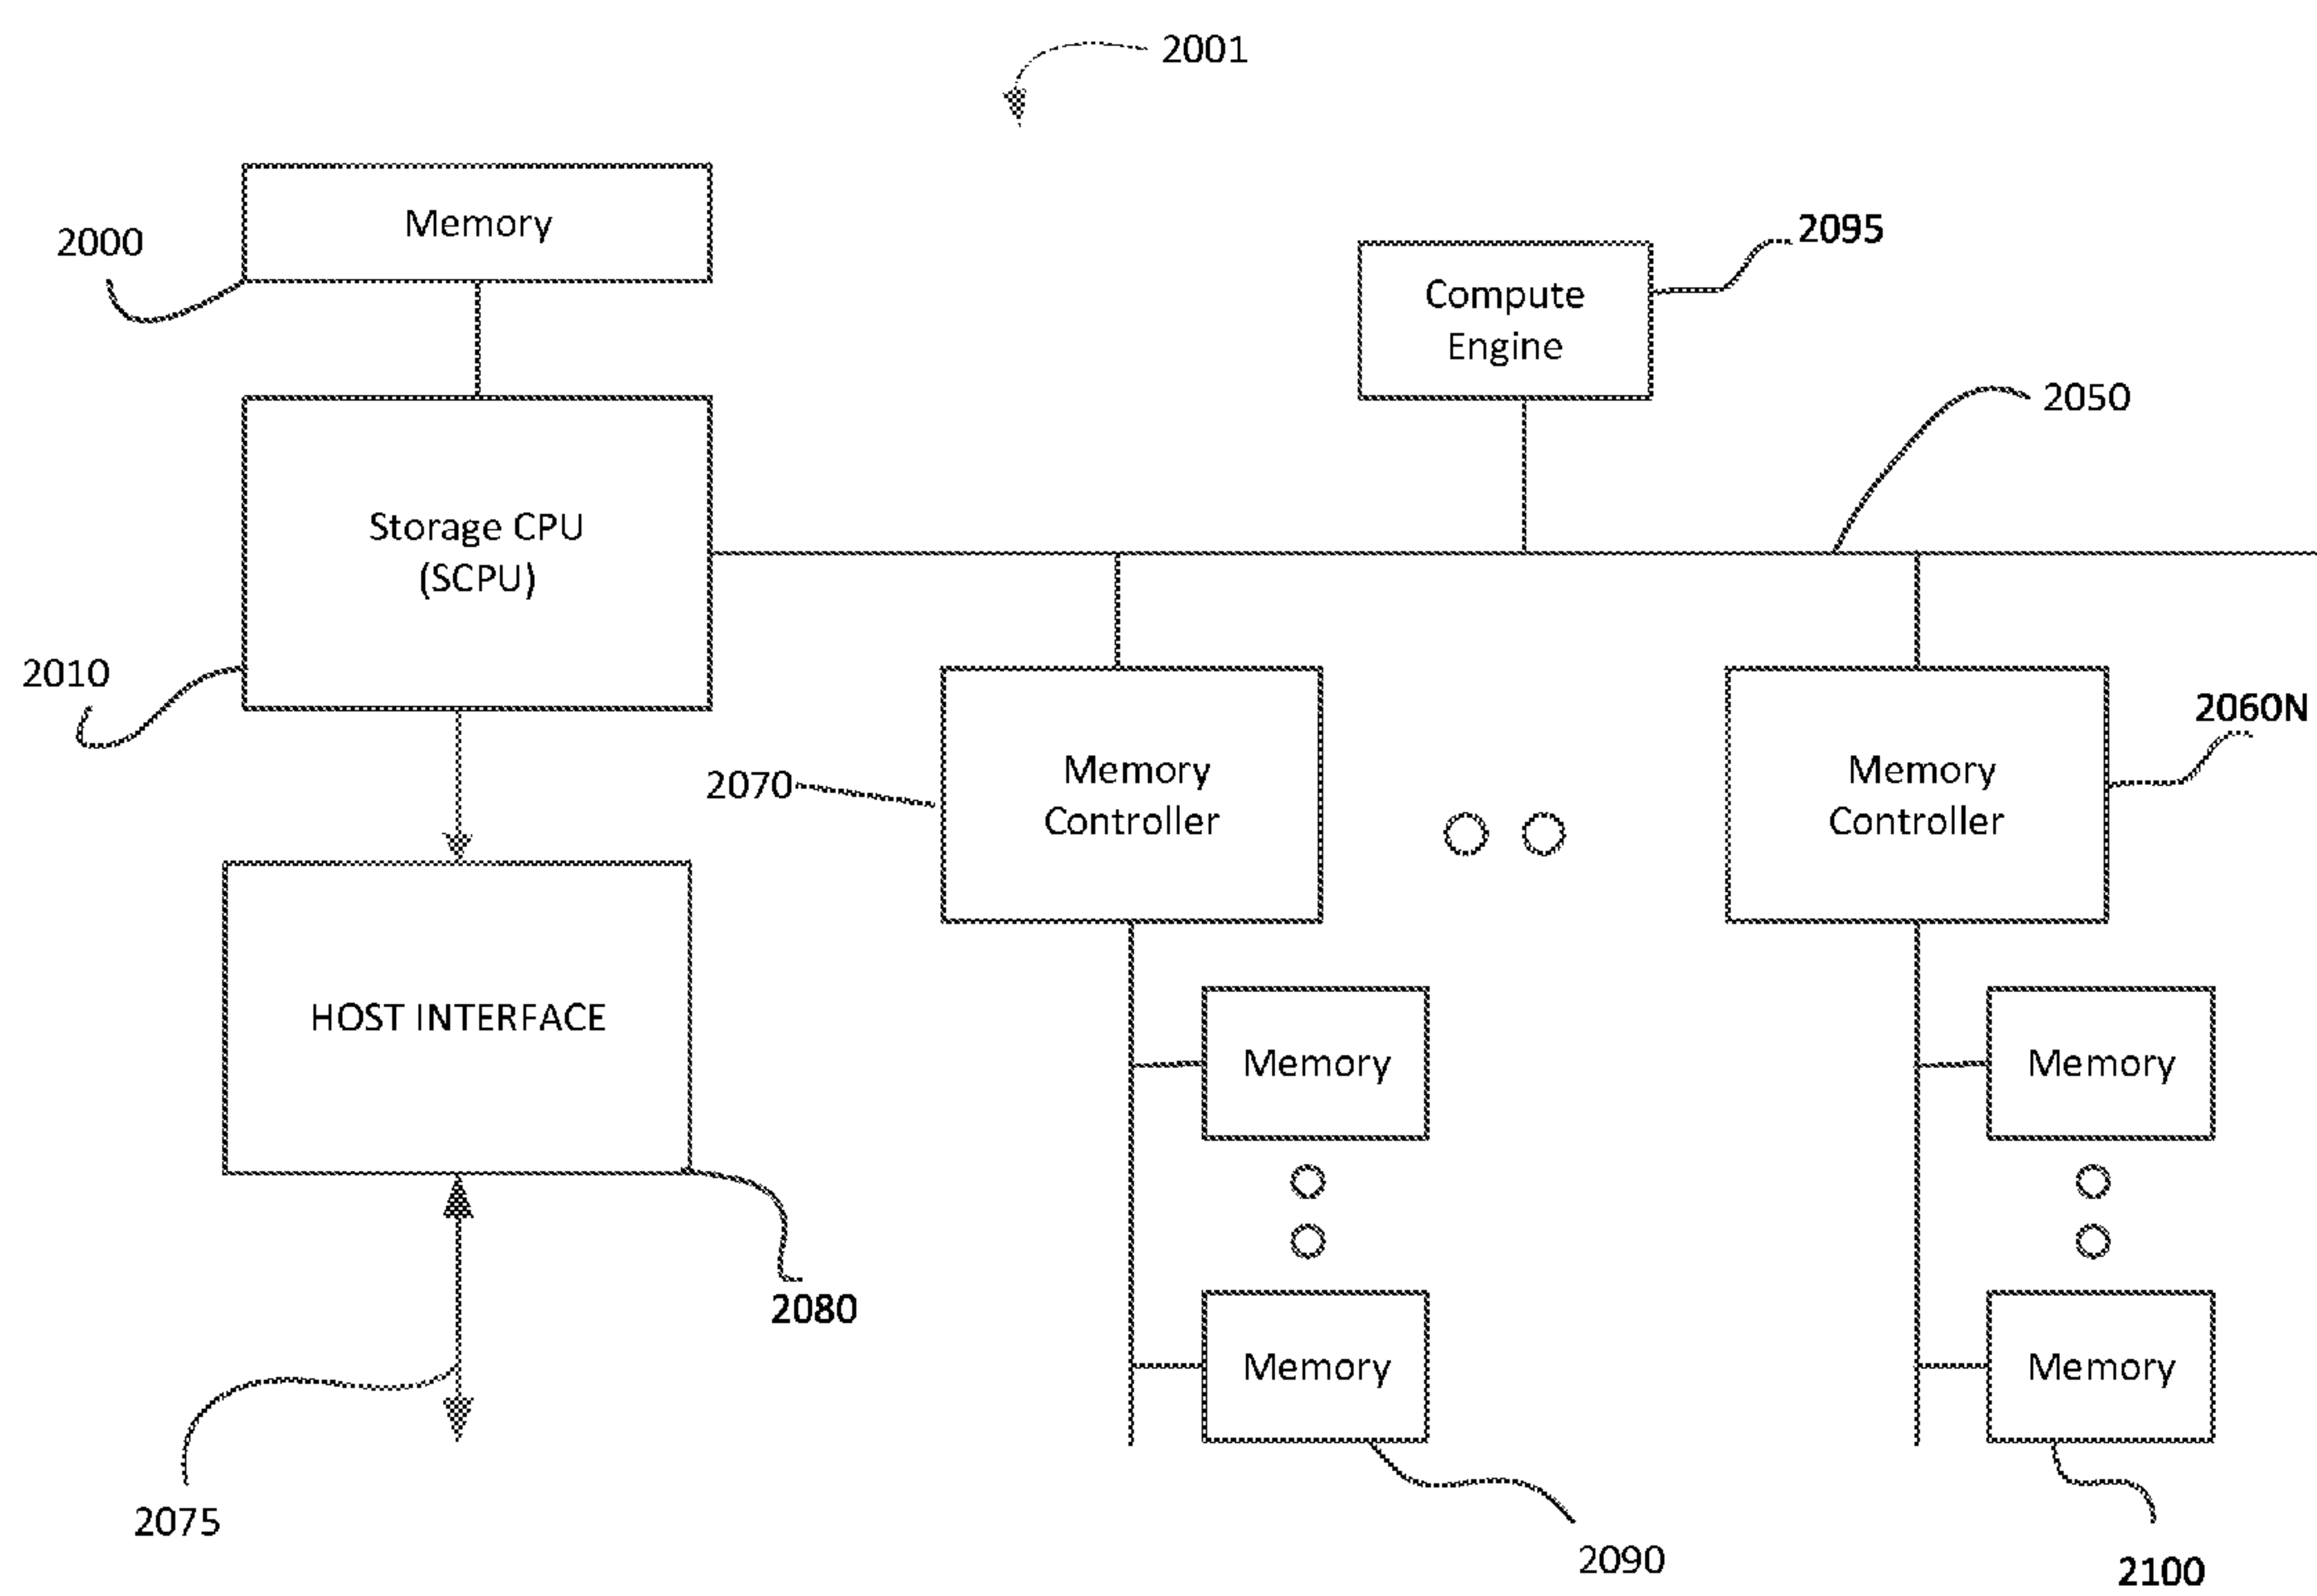 2001
Memory
2000
2095
Compute
Engine
2050
Storage CPU
(SCPU)
2010
2060N
2070
Memory
Controller
Memory
Controller
HOST INTERFACE
Memory
Memory
2080
Memory
Memory
2075
2090
2100